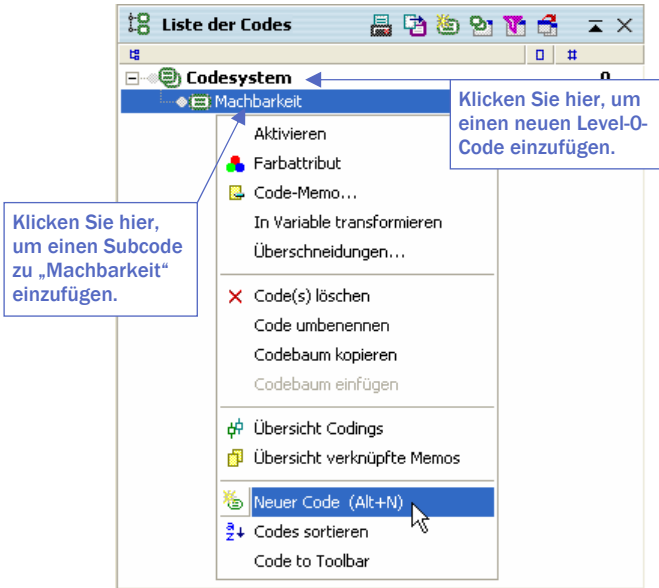 Liste der Codes
#
Codesystem 0
Machbarkeit
Klicken Sie hier, um
einen neuen Level-0-
Code einzufügen.
Klicken Sie hier,
um einen Subcode
zu „Machbarkeit“
einzufügen.
Aktivieren
Farbattribut
Code-Memo...
In Variable transformieren
Überschneidungen...
Code(s) löschen
Code umbenennen
Codebaum kopieren
Codebaum einfügen
Übersicht Codings
Übersicht verknüpfte Memos
Neuer Code (Alt+N)
Codes sortieren
Code to Toolbar